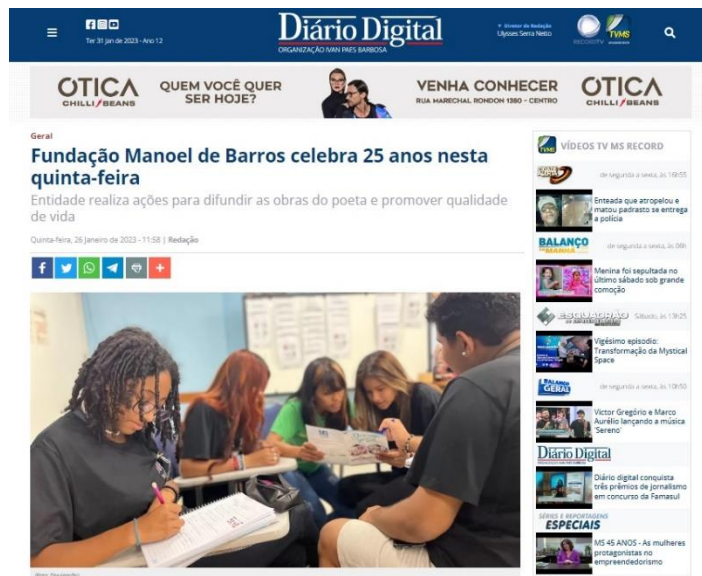 Ter 31 jan de 2023 - Ano 12
Diário Digital
ORGANIZAÇÃO IVAN PAES BARBOSA
Diretor de Redação
Ulysses Serra Netto
RECORDTV
TVMS
ÓTICA
CHILLI/BEANS
QUEM VOCÊ QUER
SER HOJE?
VENHA CONHECER
RUA MARECHAL RONDON 1380 - CENTRO
ÓTICA
CHILLI/BEANS
Geral
Fundação Manoel de Barros celebra 25 anos nesta
quinta-feira
Entidade realiza ações para difundir as obras do poeta e promover qualidade
de vida
Quinta-feira, 26 Janeiro de 2023 - 11:58 | Redação
TVMS
VÍDEOS TV MS RECORD
de segunda a sexta, às 16h55
Enteada que atropelou e
matou padrasto se entrega
a polícia
BALANÇO
de segunda a sexta, às 06h
Menina foi sepultada no
último sábado sob grande
comoção
ESQUADRÃO
Sábado, às 13h25
Vigésimo episodio:
Transformação da Mystical
Space
BALANÇO
GERAL
de segunda a sexta, às 10h50
Victor Gregório e Marco
Aurélio lançando a música
'Sereno'
Diário Digital
Diário digital conquista
três prêmios de jornalismo
em concurso da Famasul
SÉRIES E REPORTAGENS
ESPECIAIS
MS 45 ANOS - As mulheres
protagonistas no
empreendedorismo